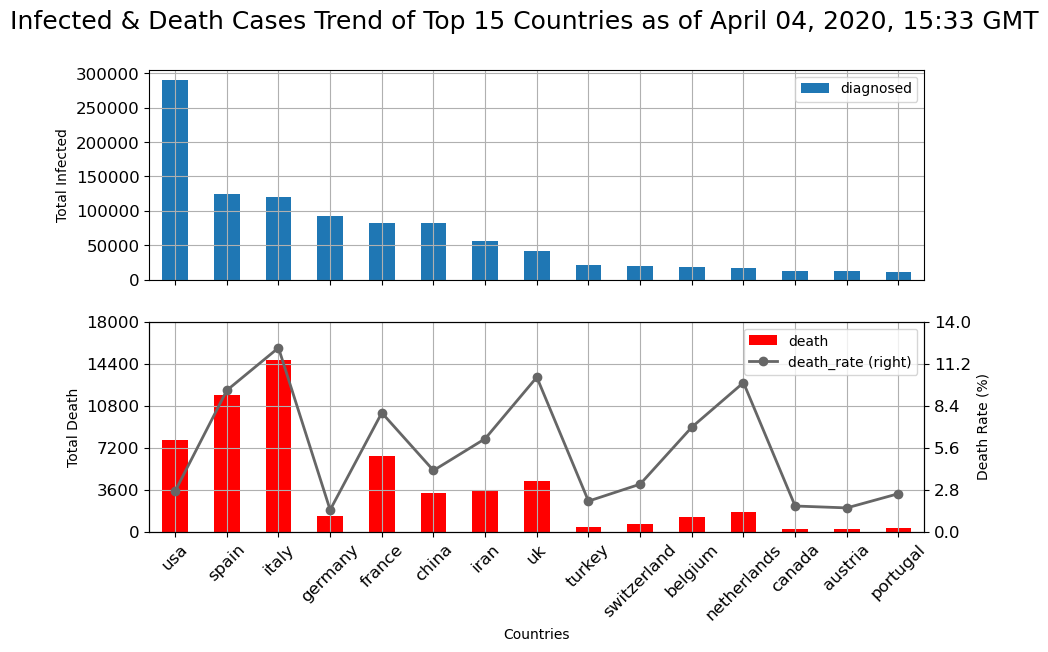 Infected & Death Cases Trend of Top 15 Countries as of April 04, 2020, 15:33 GMT
300000
250000
200000
150000
100000
50000
0
Total Infected
diagnosed
18000
14400
10800
7200
3600
0
Total Death
death
death_rate (right)
14.0
11.2
8.4
5.6
2.8
0.0
Death Rate (%)
usa
spain
italy
germany
france
china
iran
uk
turkey
switzerland
belgium
netherlands
canada
austria
portugal
Countries